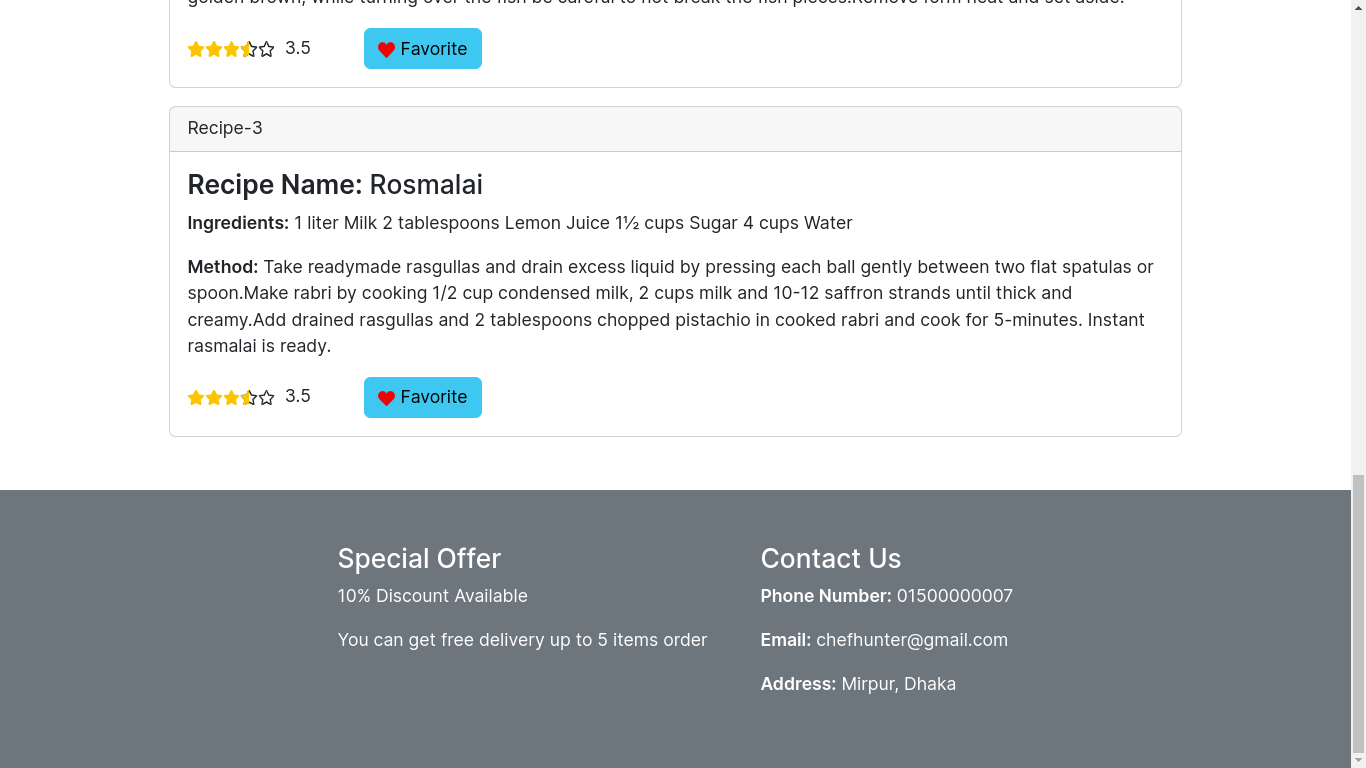 golden brown, while turning over the fish be careful to not break the fish pieces.Remove form heat and set aside.
3.5
Favorite
Recipe-3
Recipe Name: Rosmalai
Ingredients: 1 liter Milk 2 tablespoons Lemon Juice 1½ cups Sugar 4 cups Water
Method: Take readymade rasgullas and drain excess liquid by pressing each ball gently between two flat spatulas or
spoon.Make rabri by cooking 1/2 cup condensed milk, 2 cups milk and 10-12 saffron strands until thick and
creamy.Add drained rasgullas and 2 tablespoons chopped pistachio in cooked rabri and cook for 5-minutes. Instant
rasmalai is ready.
3.5
Favorite
Special Offer
10% Discount Available
You can get free delivery up to 5 items order
Contact Us
Phone Number: 01500000007
Email: chefhunter@gmail.com
Address: Mirpur, Dhaka